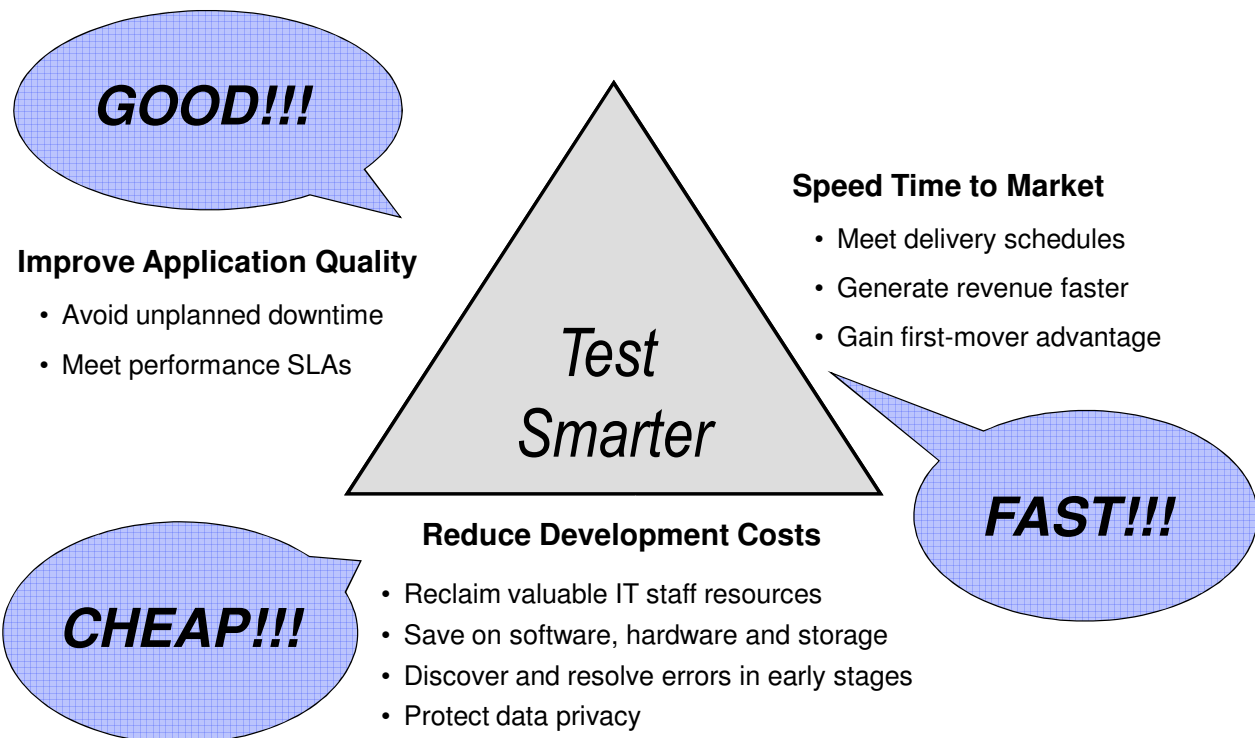 GOOD!!!
Improve Application Quality
• Avoid unplanned downtime
• Meet performance SLAs
Test
Smarter
Speed Time to Market
• Meet delivery schedules
• Generate revenue faster
• Gain first-mover advantage
FAST!!!
CHEAP!!!
Reduce Development Costs
• Reclaim valuable IT staff resources
• Save on software, hardware and storage
• Discover and resolve errors in early stages
• Protect data privacy